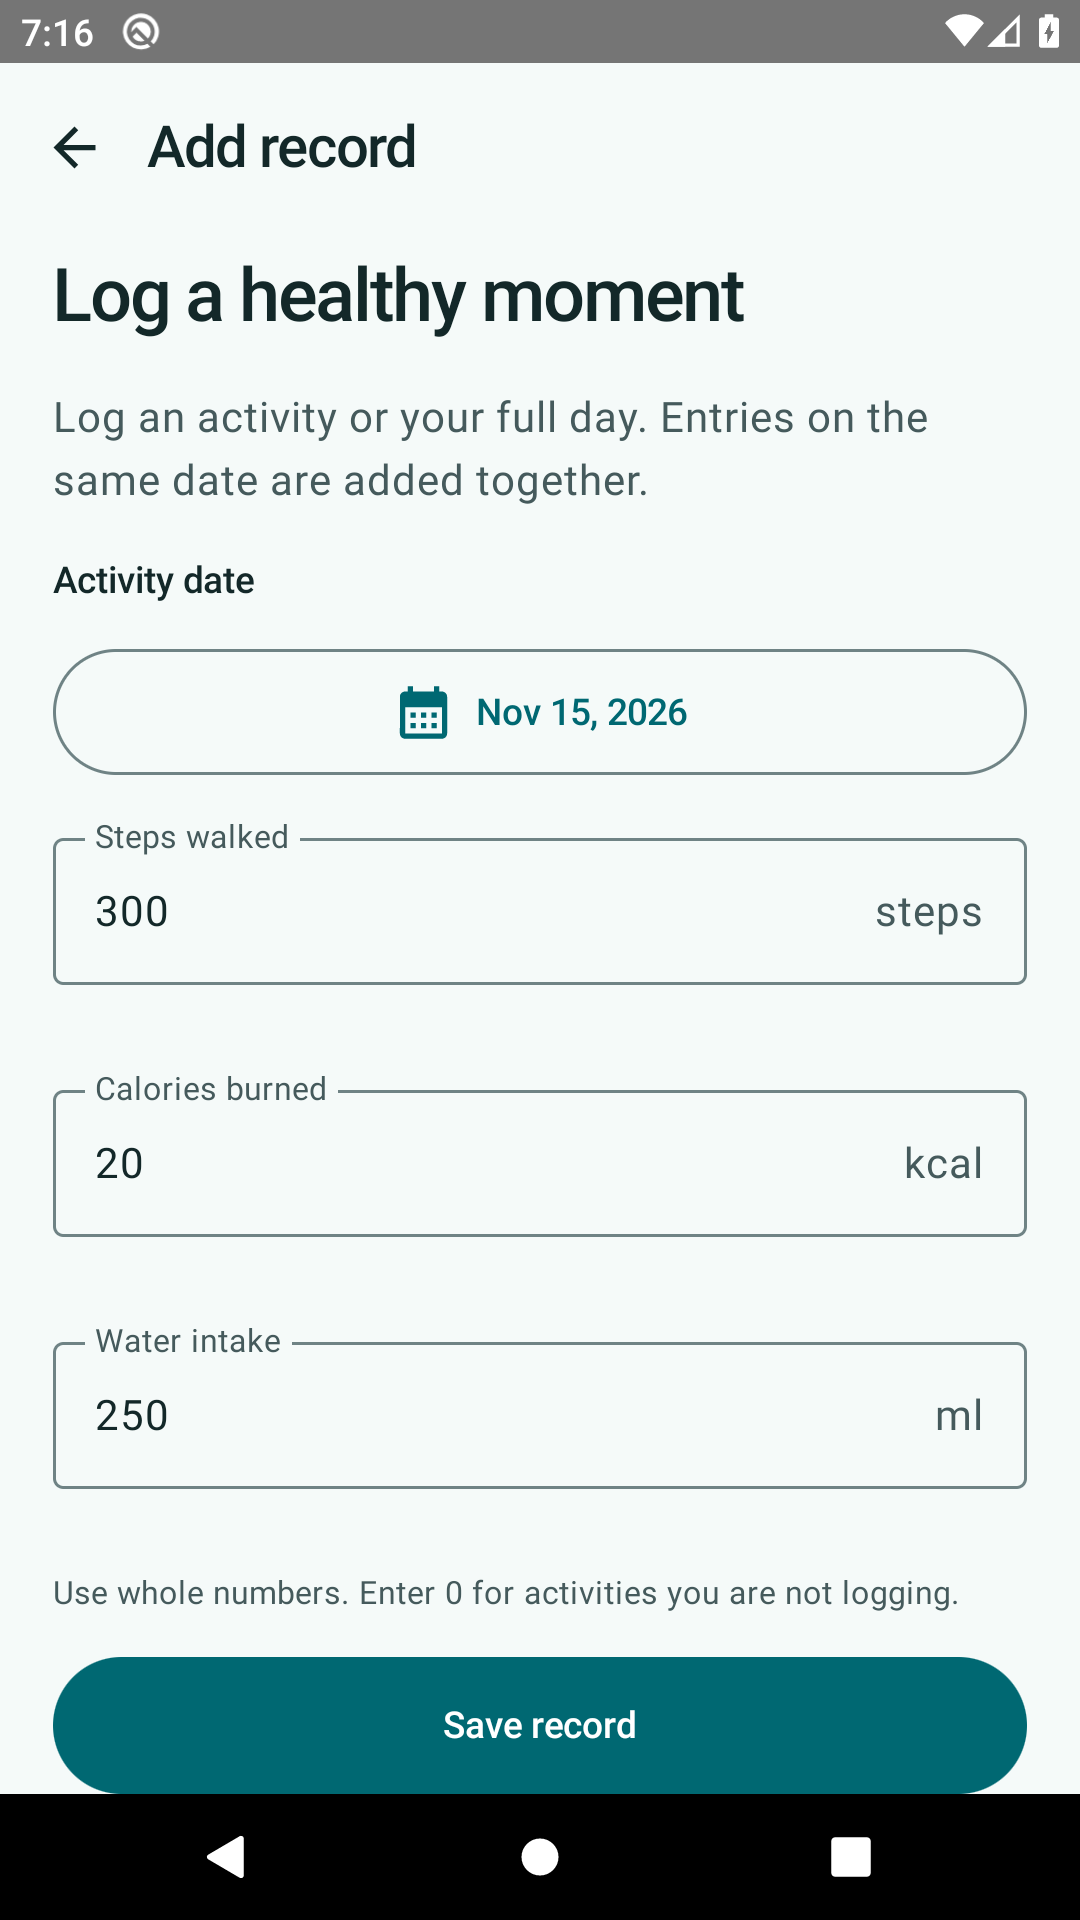 7:16
Add record
Log a healthy moment
Log an activity or your full day. Entries on the
same date are added together.
Activity date
Nov 15, 2026
Steps walked
300 steps
Calories burned
20 kcal
Water intake
250 ml
Use whole numbers. Enter 0 for activities you are not logging.
Save record